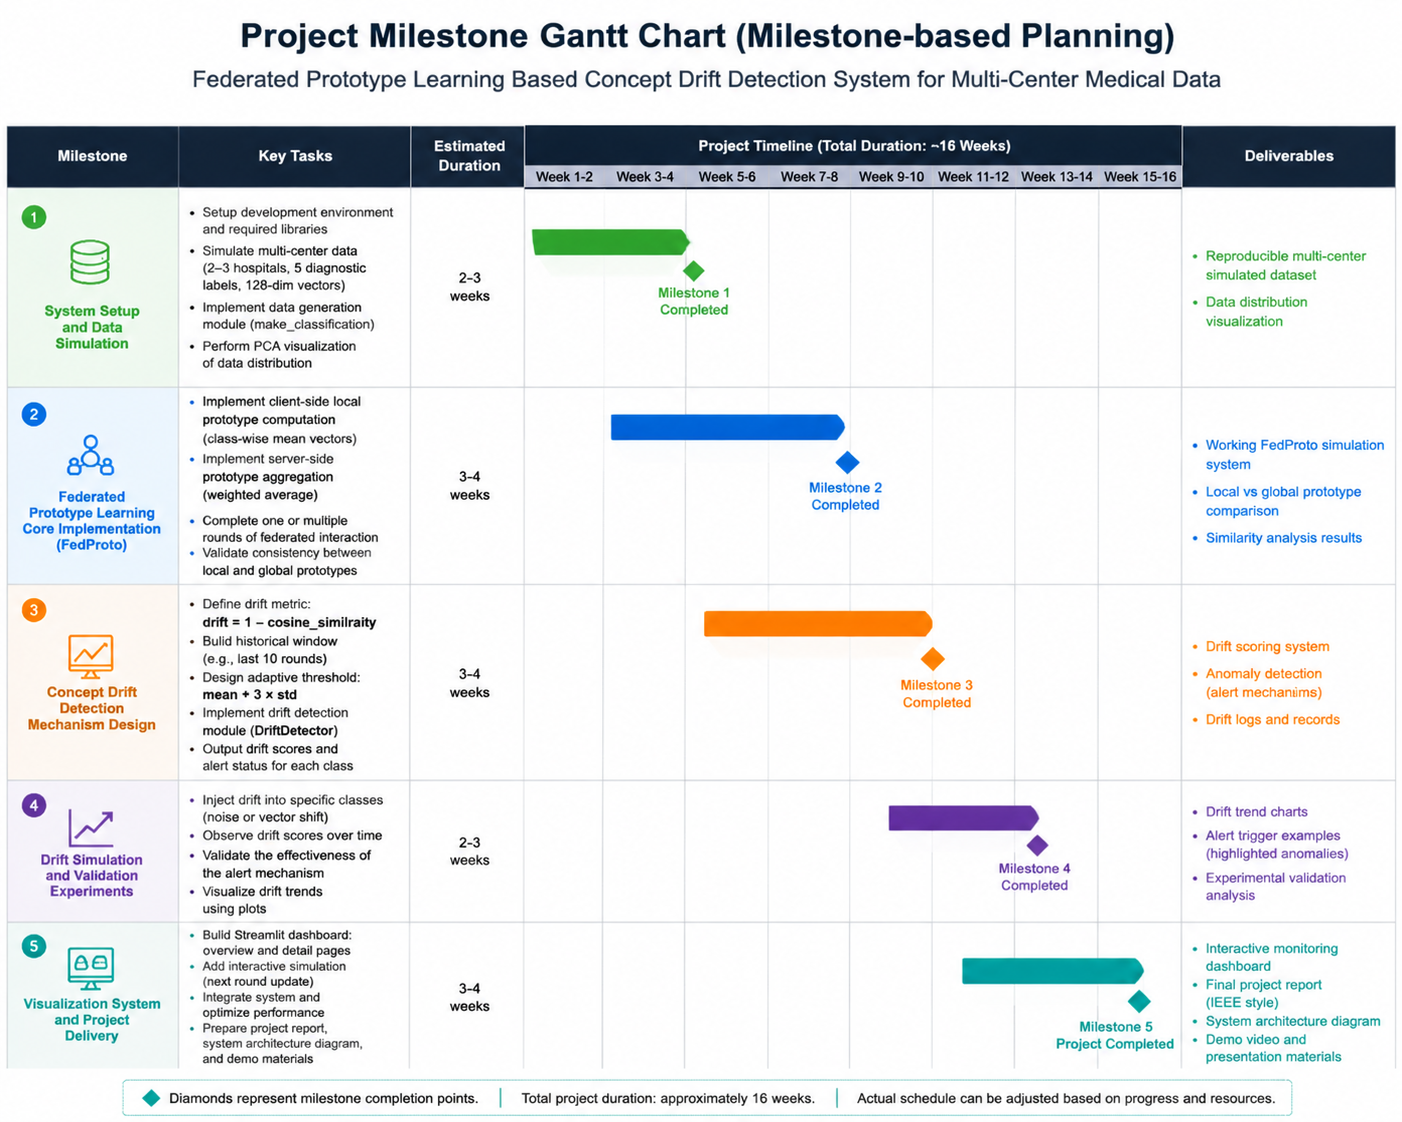 Project Milestone Gantt Chart (Milestone-based Planning)
Federated Prototype Learning Based Concept Drift Detection System for Multi-Center Medical Data
Milestone
Key Tasks
Estimated
Duration
Project Timeline (Total Duration: ~16 Weeks)
Week 1-2
Week 3-4
Week 5-6
Week 7-8
Week 9-10
Week 11-12
Week 13-14
Week 15-16
Deliverables
1
System Setup
and Data
Simulation
• Setup development environment
and required libraries
• Simulate multi-center data
(2–3 hospitals, 5 diagnostic
labels, 128-dim vectors)
• Implement data generation
module (make_classification)
• Perform PCA visualization
of data distribution
2–3
weeks
Milestone 1
Completed
• Reproducible multi-center
simulated dataset
• Data distribution
visualization
2
Federated
Prototype Learning
Core Implementation
(FedProto)
• Implement client-side local
prototype computation
(class-wise mean vectors)
• Implement server-side
prototype aggregation
(weighted average)
• Complete one or multiple
rounds of federated interaction
• Validate consistency between
local and global prototypes
3–4
weeks
Milestone 2
Completed
• Working FedProto simulation
system
• Local vs global prototype
comparison
• Similarity analysis results
3
Concept Drift
Detection
Mechanism Design
• Define drift metric:
drift = 1 – cosine_similraity
• Build historical window
(e.g., last 10 rounds)
• Design adaptive threshold:
mean + 3 × std
• Implement drift detection
module (DriftDetector)
• Output drift scores and
alert status for each class
3–4
weeks
Milestone 3
Completed
• Drift scoring system
• Anomaly detection
(alert mechanisms)
• Drift logs and records
4
Drift Simulation
and Validation
Experiments
• Inject drift into specific classes
(noise or vector shift)
• Observe drift scores over time
• Validate the effectiveness of
the alert mechanism
• Visualize drift trends
using plots
2–3
weeks
Milestone 4
Completed
• Drift trend charts
• Alert trigger examples
(highlighted anomalies)
• Experimental validation
analysis
5
Visualization System
and Project
Delivery
• Build Streamlit dashboard:
overview and detail pages
• Add interactive simulation
(next round update)
• Integrate system and
optimize performance
• Prepare project report,
system architecture diagram,
and demo materials
3–4
weeks
Milestone 5
Project Completed
• Interactive monitoring
dashboard
• Final project report
(IEEE style)
• System architecture diagram
• Demo video and
presentation materials
Diamonds represent milestone completion points.
Total project duration: approximately 16 weeks.
Actual schedule can be adjusted based on progress and resources.